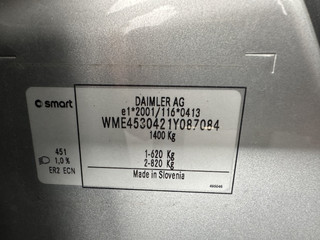 smart
DAIMLER AG
e1*2001/116*0413
WME4530421Y087084
1400 Kg
1-620 Kg
2-820 Kg
Made in Slovenia
451
1,0 %
ER2 ECN